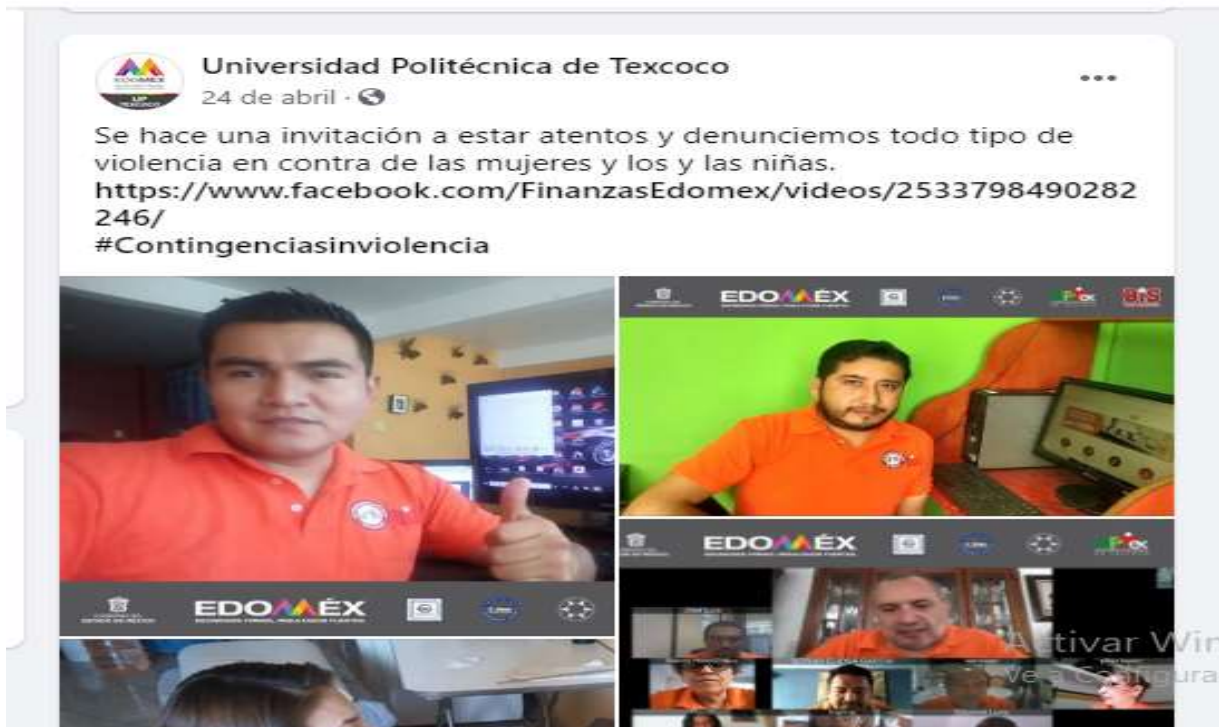 Universidad Politécnica de Texcoco
24 de abril ·
Se hace una invitación a estar atentos y denunciemos todo tipo de
violencia en contra de las mujeres y los y las niñas.
https://www.facebook.com/FinanzasEdomex/videos/2533798490282
246/
#Contingenciasinviolencia
EDOMÉX
BIS
EDOMÉX
EDOMÉX
Activar Win